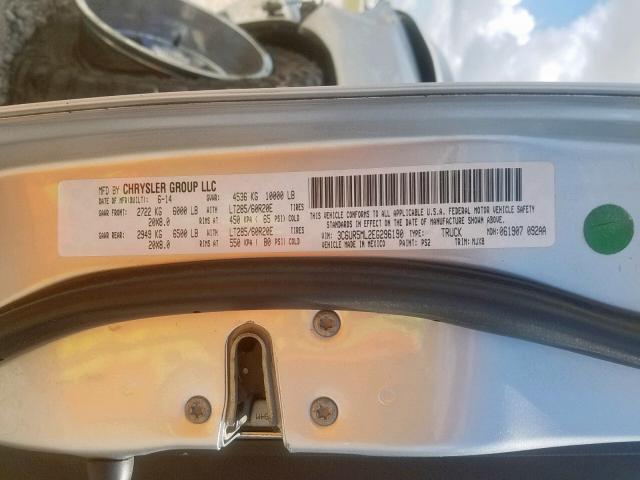 MFD BY CHRYSLER GROUP LLC
DATE OF MFR(BUILT): 6-14 GVWR: 4536 KG 10000 LB
GAWR FRONT: 2722 KG 6000 LB WITH LT285/60R20E TIRES
20X8.0 RIMS AT 450 KPA ( 65 PSI) COLD
GAWR REAR: 2949 KG 6500 LB WITH LT285/60R20E TIRES
20X8.0 RIMS AT 550 KPA ( 80 PSI) COLD
THIS VEHICLE CONFORMS TO ALL APPLICABLE U.S.A. FEDERAL MOTOR VEHICLE SAFETY
STANDARDS IN EFFECT ON THE DATE OF MANUFACTURE SHOWN ABOVE.
VIN: 3C6UR5ML2EG296190 TYPE: TRUCK MDH: 061907 092AA
VEHICLE MADE IN MEXICO PAINT: PS2 TRIM: MJX8